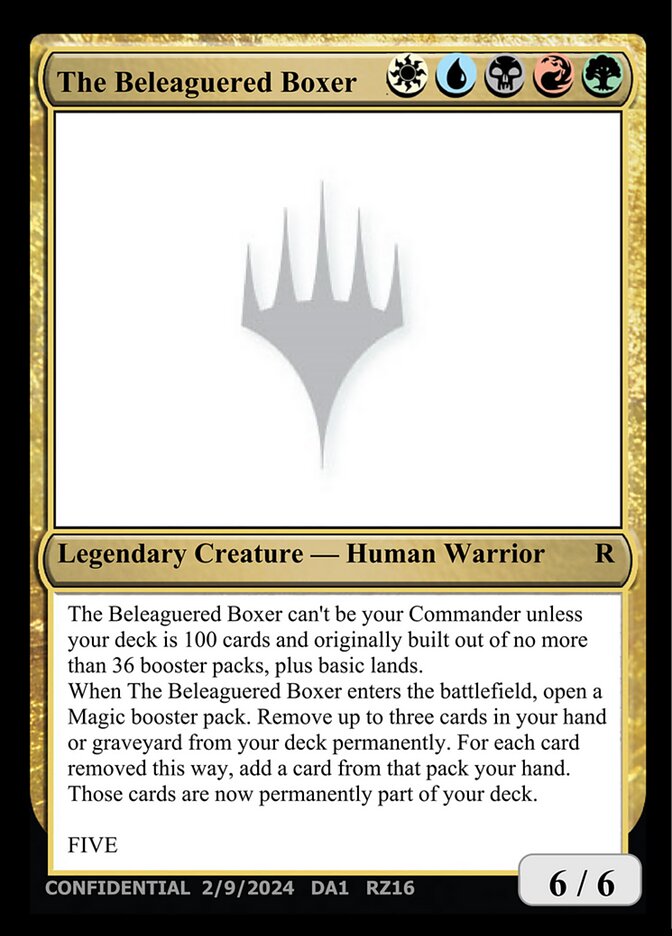 The Beleaguered Boxer
Legendary Creature — Human Warrior R
The Beleaguered Boxer can't be your Commander unless
your deck is 100 cards and originally built out of no more
than 36 booster packs, plus basic lands.
When The Beleaguered Boxer enters the battlefield, open a
Magic booster pack. Remove up to three cards in your hand
or graveyard from your deck permanently. For each card
removed this way, add a card from that pack your hand.
Those cards are now permanently part of your deck.
FIVE
CONFIDENTIAL 2/9/2024 DA1 RZ16
6 / 6